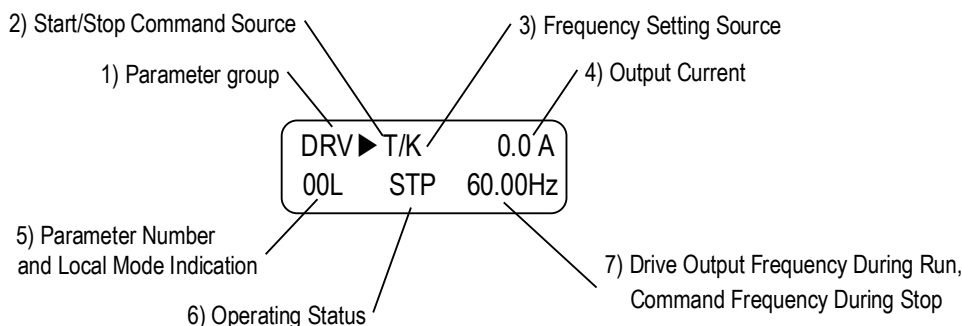 2) Start/Stop Command Source
3) Frequency Setting Source
1) Parameter group
4) Output Current
DRV▶T/K 0.0 A
00L STP 60.00Hz
5) Parameter Number
and Local Mode Indication
6) Operating Status
7) Drive Output Frequency During Run,
Command Frequency During Stop